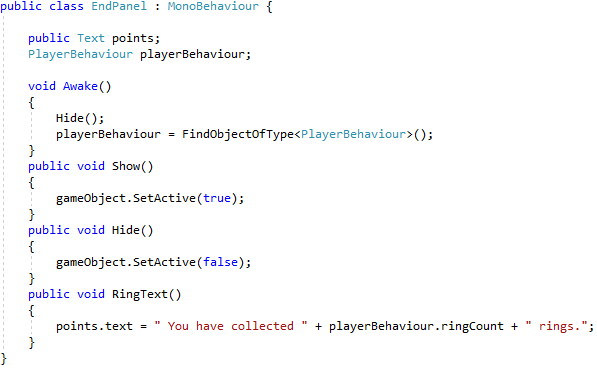 public class EndPanel : MonoBehaviour {
public Text points;
PlayerBehaviour playerBehaviour;
void Awake()
{
Hide();
playerBehaviour = FindObjectOfType<PlayerBehaviour>();
}
public void Show()
{
gameObject.SetActive(true);
}
public void Hide()
{
gameObject.SetActive(false);
}
public void RingText()
{
points.text = " You have collected " + playerBehaviour.ringCount + " rings.";
}
}